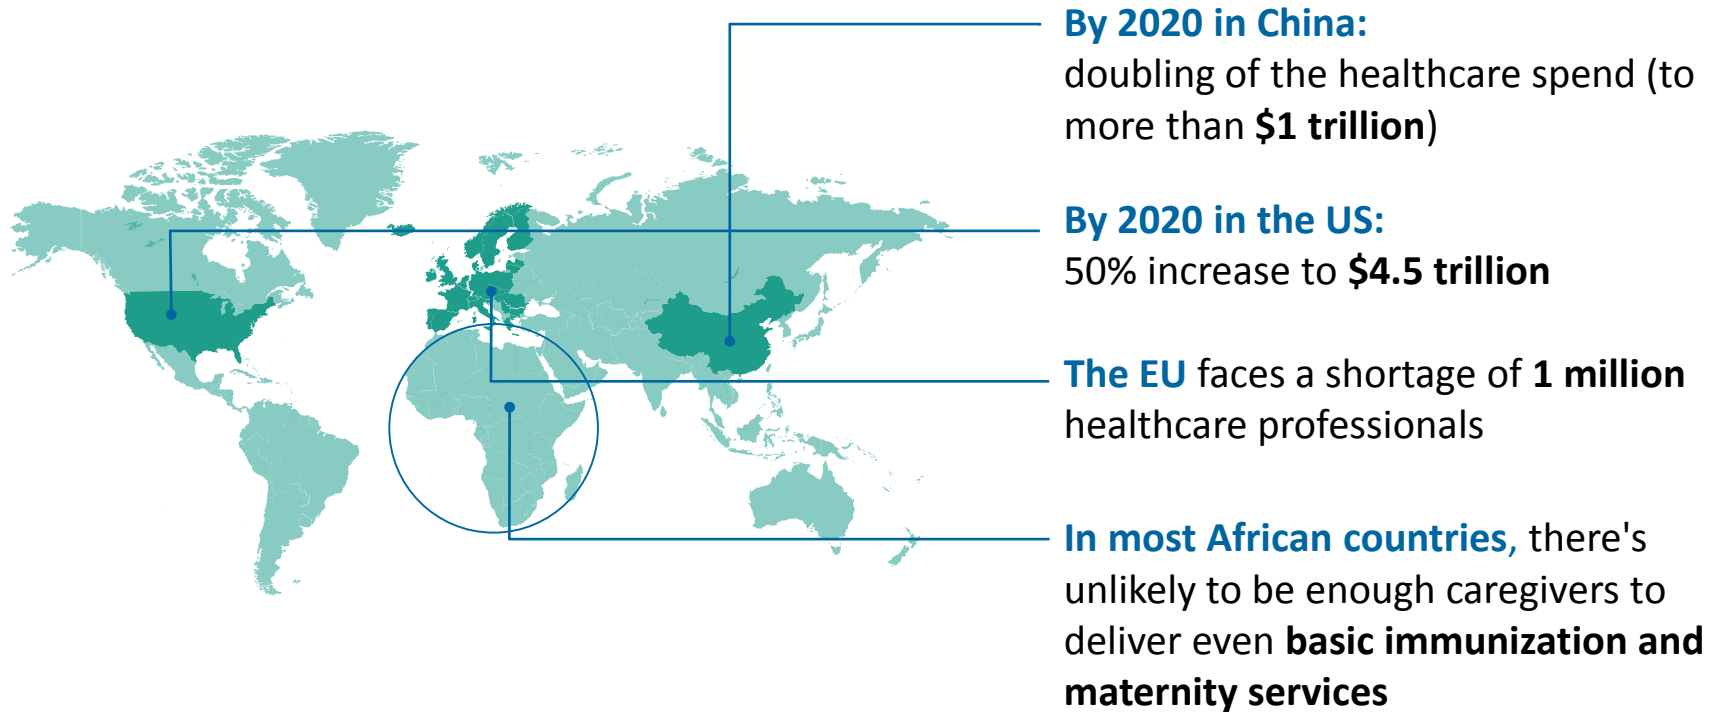 By 2020 in China:
doubling of the healthcare spend (to
more than $1 trillion)
By 2020 in the US:
50% increase to $4.5 trillion
The EU faces a shortage of 1 million
healthcare professionals
In most African countries, there's
unlikely to be enough caregivers to
deliver even basic immunization and
maternity services